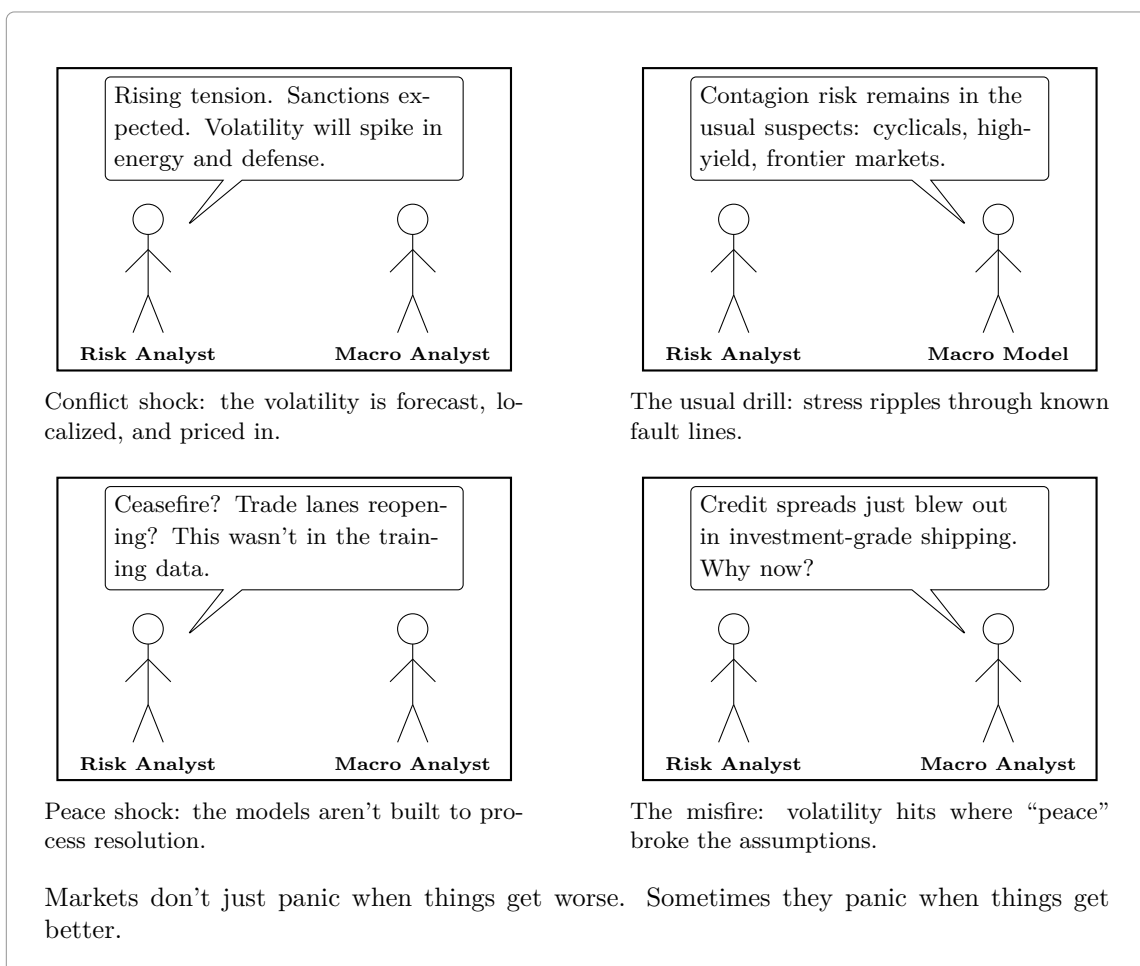 Rising tension. Sanctions ex-
pected. Volatility will spike in
energy and defense.
Risk Analyst
Macro Analyst
Conflict shock: the volatility is forecast, lo-
calized, and priced in.
Contagion risk remains in the
usual suspects: cyclicals, high-
yield, frontier markets.
Risk Analyst
Macro Model
The usual drill: stress ripples through known
fault lines.
Ceasefire? Trade lanes reopen-
ing? This wasn't in the train-
ing data.
Risk Analyst
Macro Analyst
Peace shock: the models aren't built to pro-
cess resolution.
Credit spreads just blew out
in investment-grade shipping.
Why now?
Risk Analyst
Macro Analyst
The misfire: volatility hits where “peace”
broke the assumptions.
Markets don't just panic when things get worse. Sometimes they panic when things get
better.